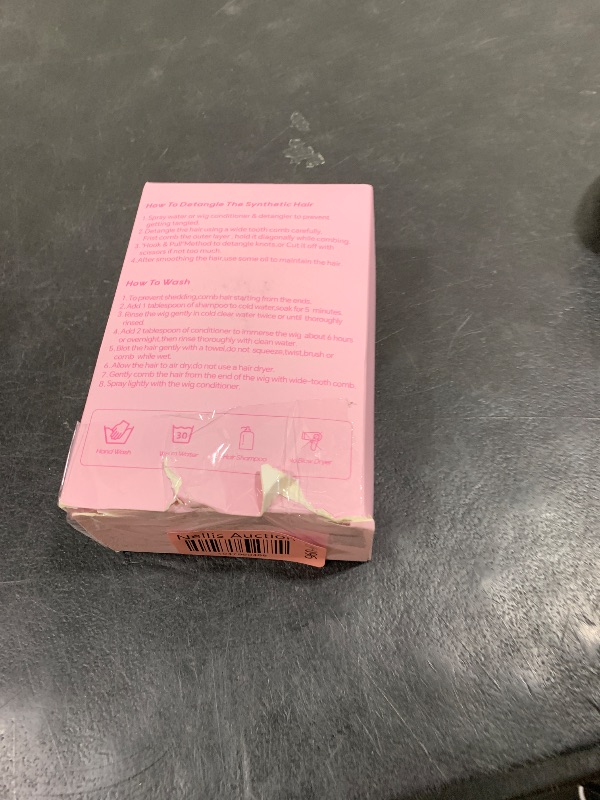 How To Detangle The Synthetic Hair
1. Spray water or wig conditioner & detangler to prevent
getting tangled.
2. Detangle the hair using a wide tooth comb carefully.
First comb the outer layer , hold it diagonally while combing
3. "Hook & Pull"Method to detangle knots,or Cut it off with
scissors if not too much.
4. After smoothing the hair,use some oil to maintain the hair
How To Wash
1. To prevent shedding,comb hair starting from the ends.
2. Add 1 tablespoon of shampoo to cold water,soak for 5 minutes.
3. Rinse the wig gently in cold clear water twice or until thoroughly
rinsed.
4. Add 2 tablespoon of conditioner to immerse the wig about 6 hours
or overnight,then rinse thoroughly with clean water.
5. Blot the hair gently with a towel,do not squeeze,twist,brush or
comb while wet.
6. Allow the hair to air dry,do not use a hair dryer.
7. Gently comb the hair from the end of the wig with wide-tooth comb.
8. Spray lightly with the wig conditioner
30
Hand Wash Water Hair Shampoo Dryer
Nellis Auction